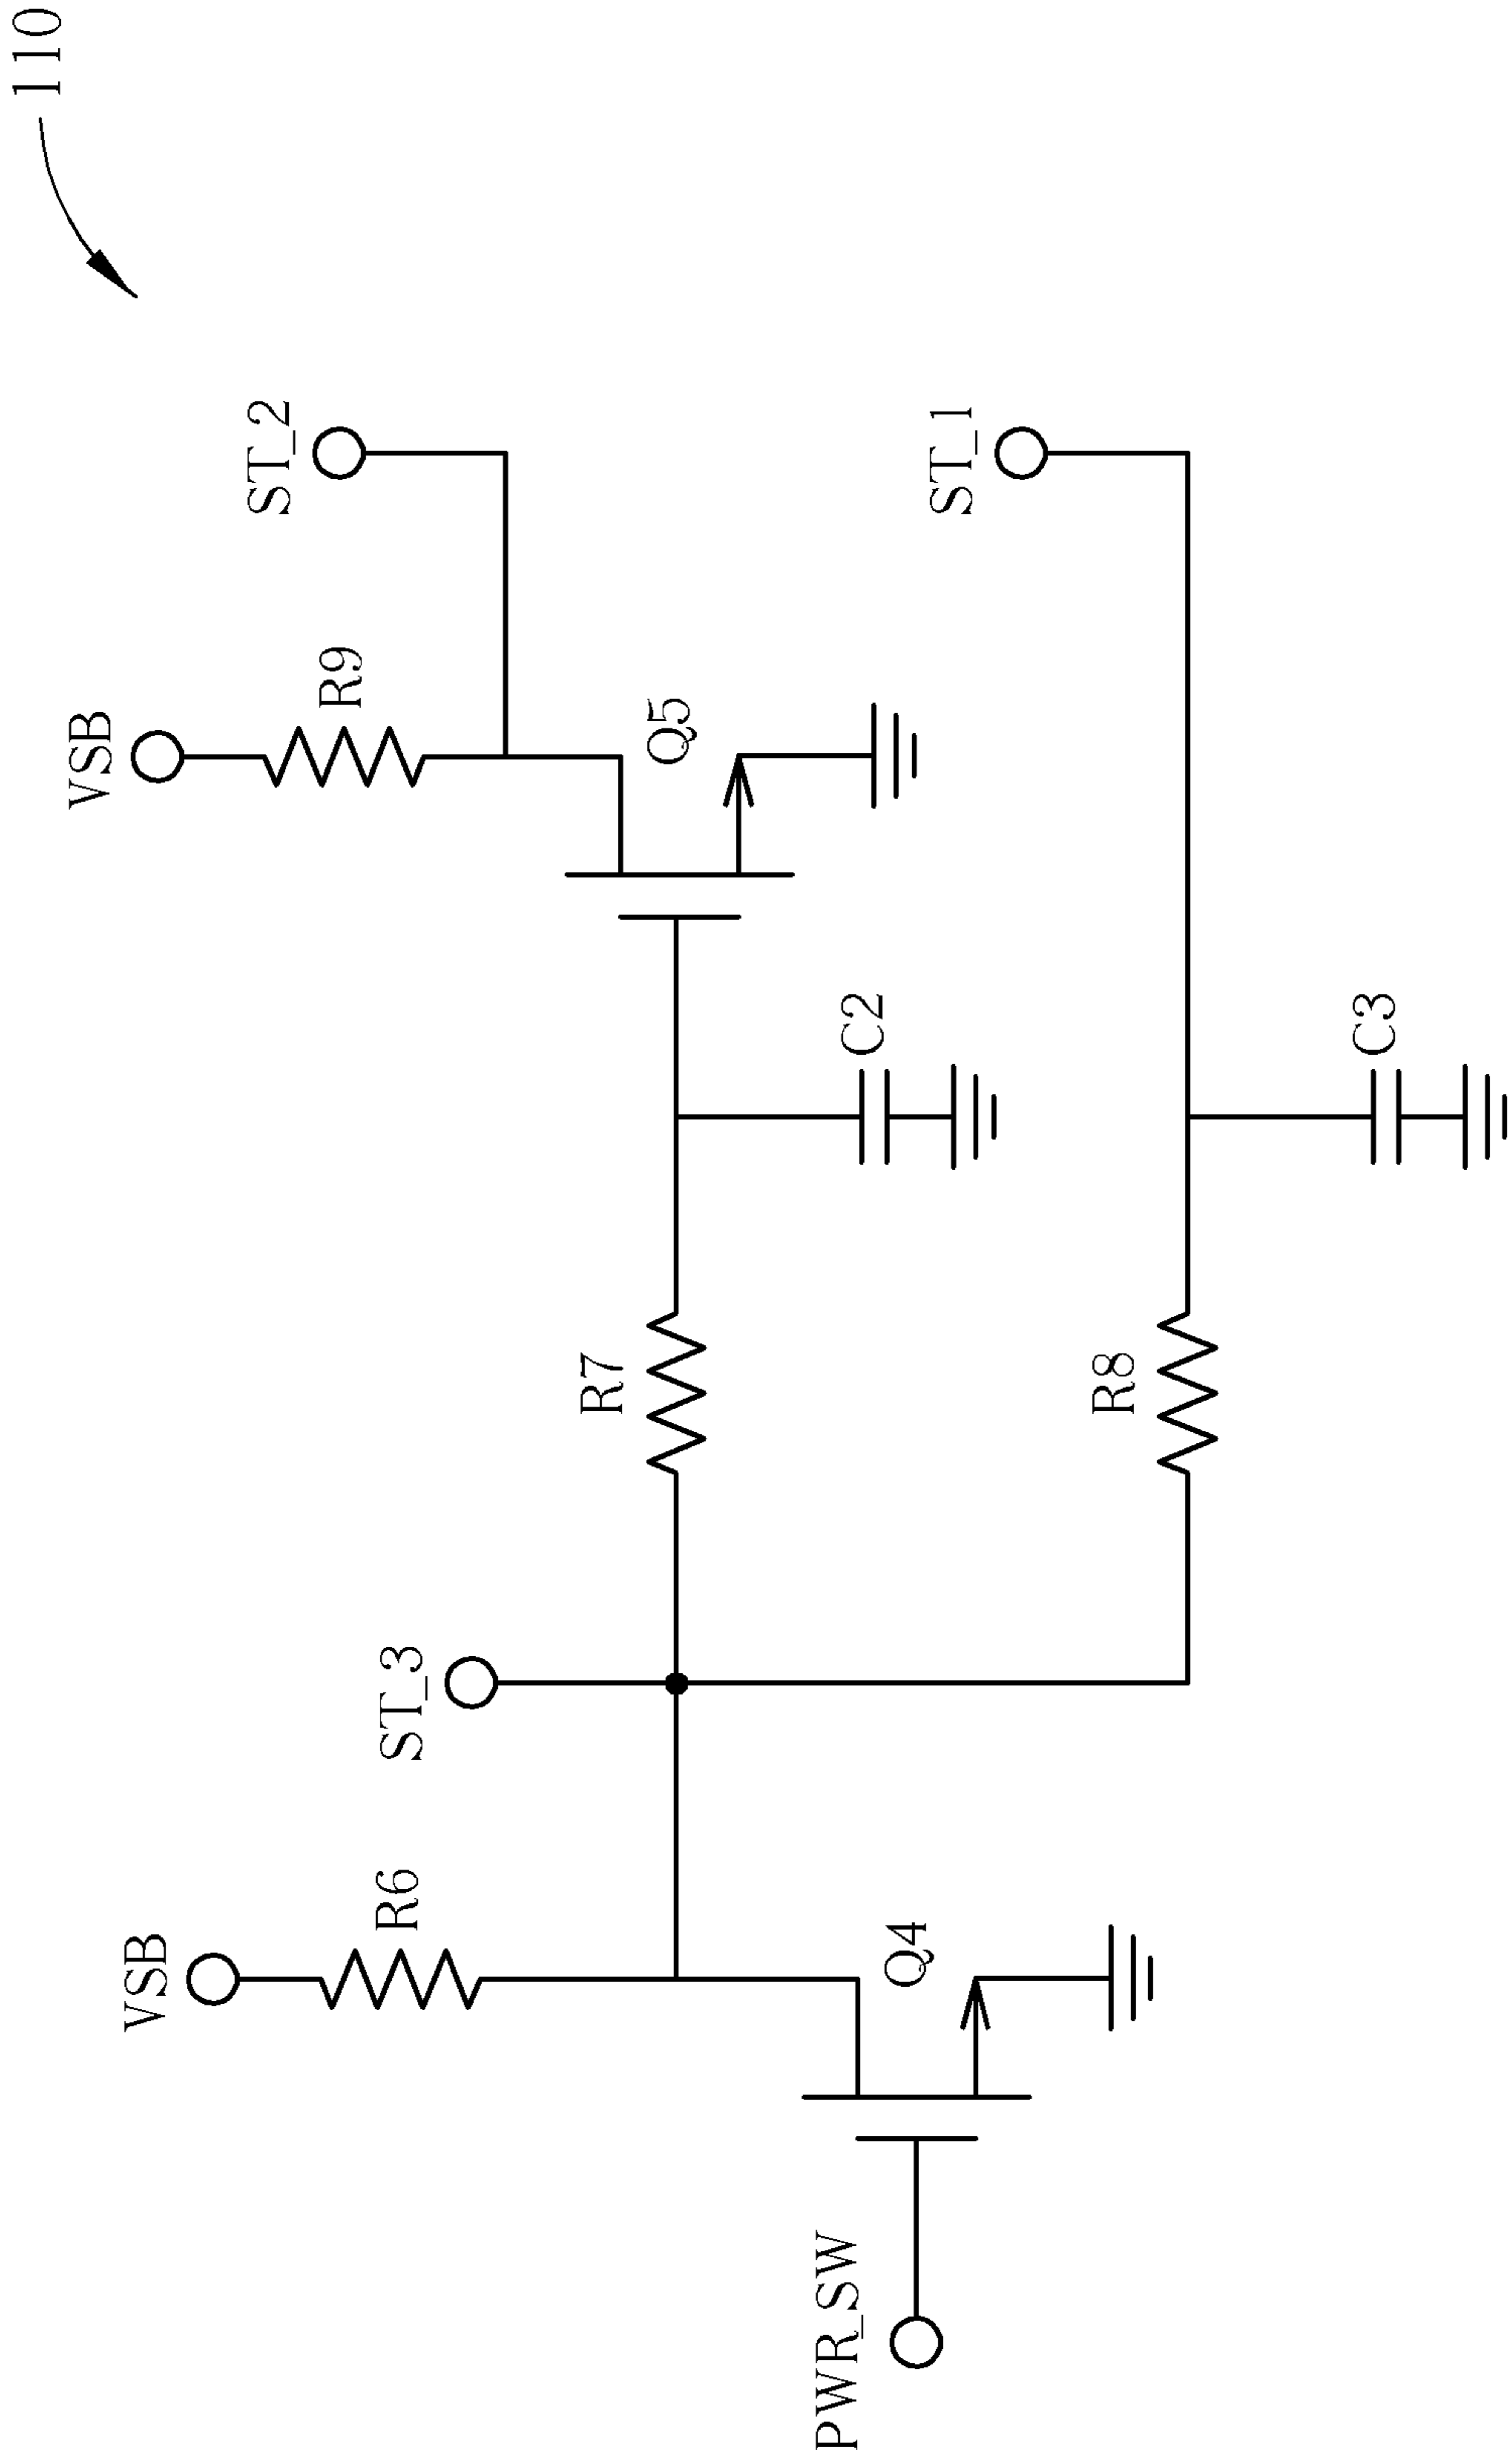 110
VSB
R9
ST_2
Q5
VSB
R6
ST_3
R7
C2
ST_1
Q4
R8
C3
PWR_SW